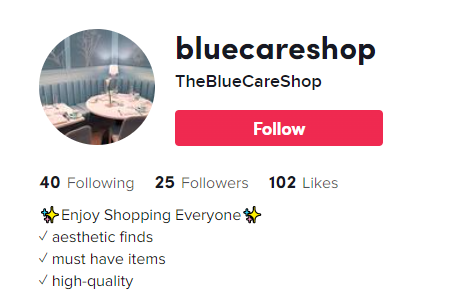 bluecareshop
TheBlueCareShop
Follow
40 Following 25 Followers 102 Likes
✨Enjoy Shopping Everyone✨
✓ aesthetic finds
✓ must have items
✓ high-quality